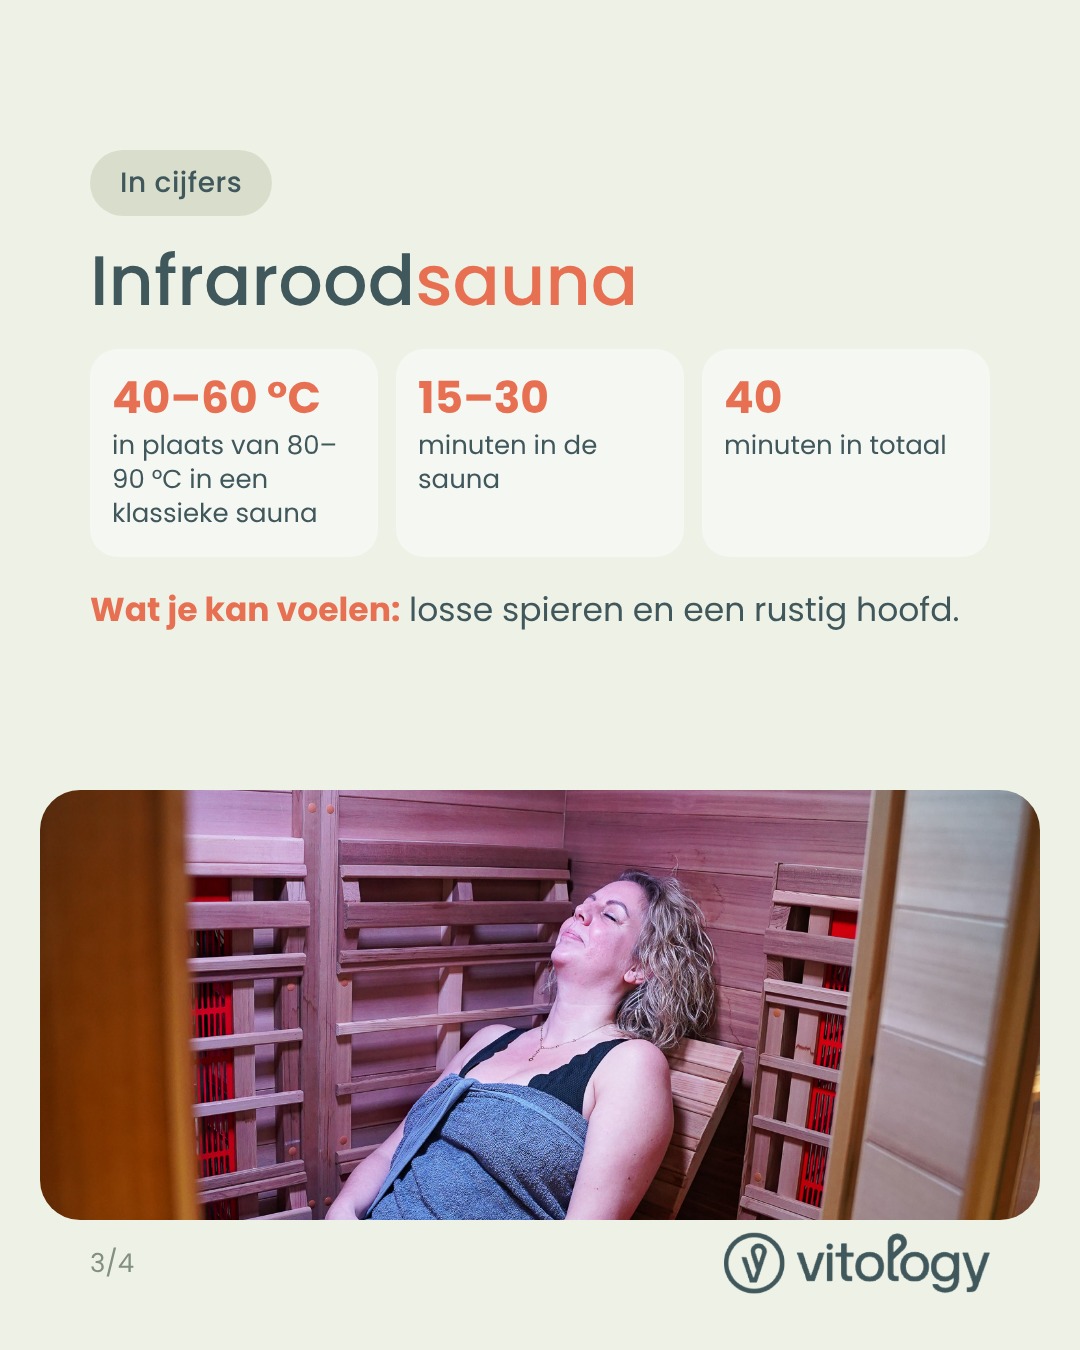 In cijfers
Infraroodsauna
40–60 °C
in plaats van 80–
90 °C in een
klassieke sauna
15–30
minuten in de
sauna
40
minuten in totaal
Wat je kan voelen: losse spieren en een rustig hoofd.
3/4
vitology